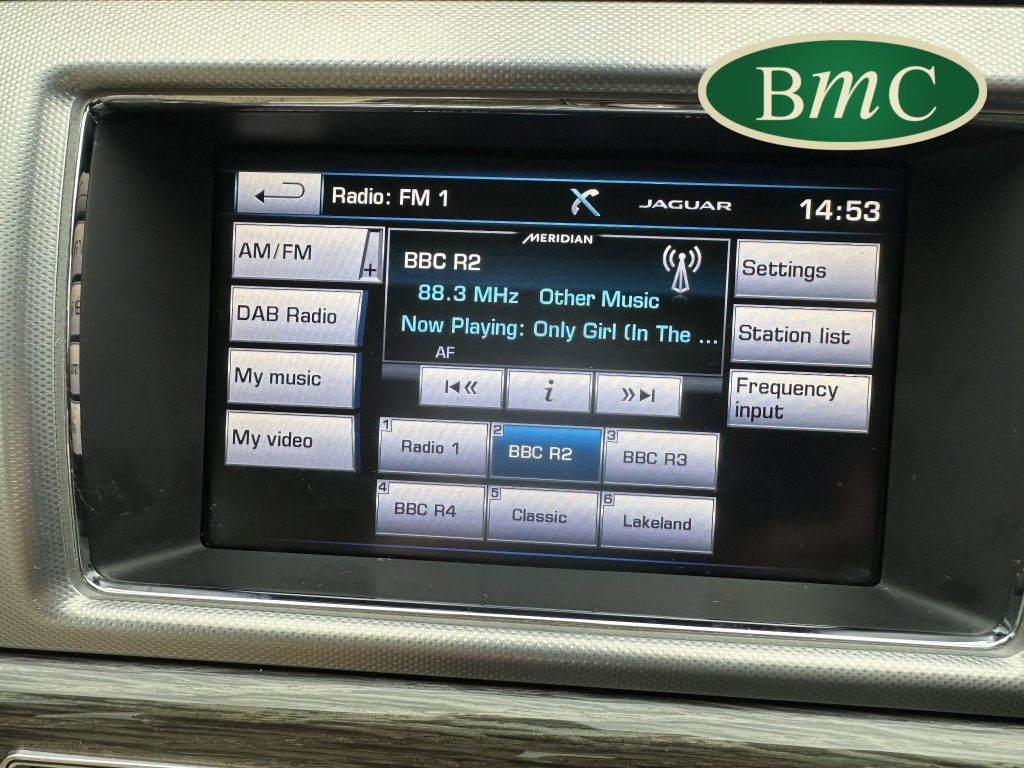 BmC
Radio: FM 1
JAGUAR
14:53
AM/FM
+
DAB Radio
My music
My video
MERIDIAN
BBC R2
88.3 MHz Other Music
Now Playing: Only Girl (In The ...
AF
i
Settings
Station list
Frequency
input
1 Radio 1
2 BBC R2
3 BBC R3
4 BBC R4
5 Classic
6 Lakeland